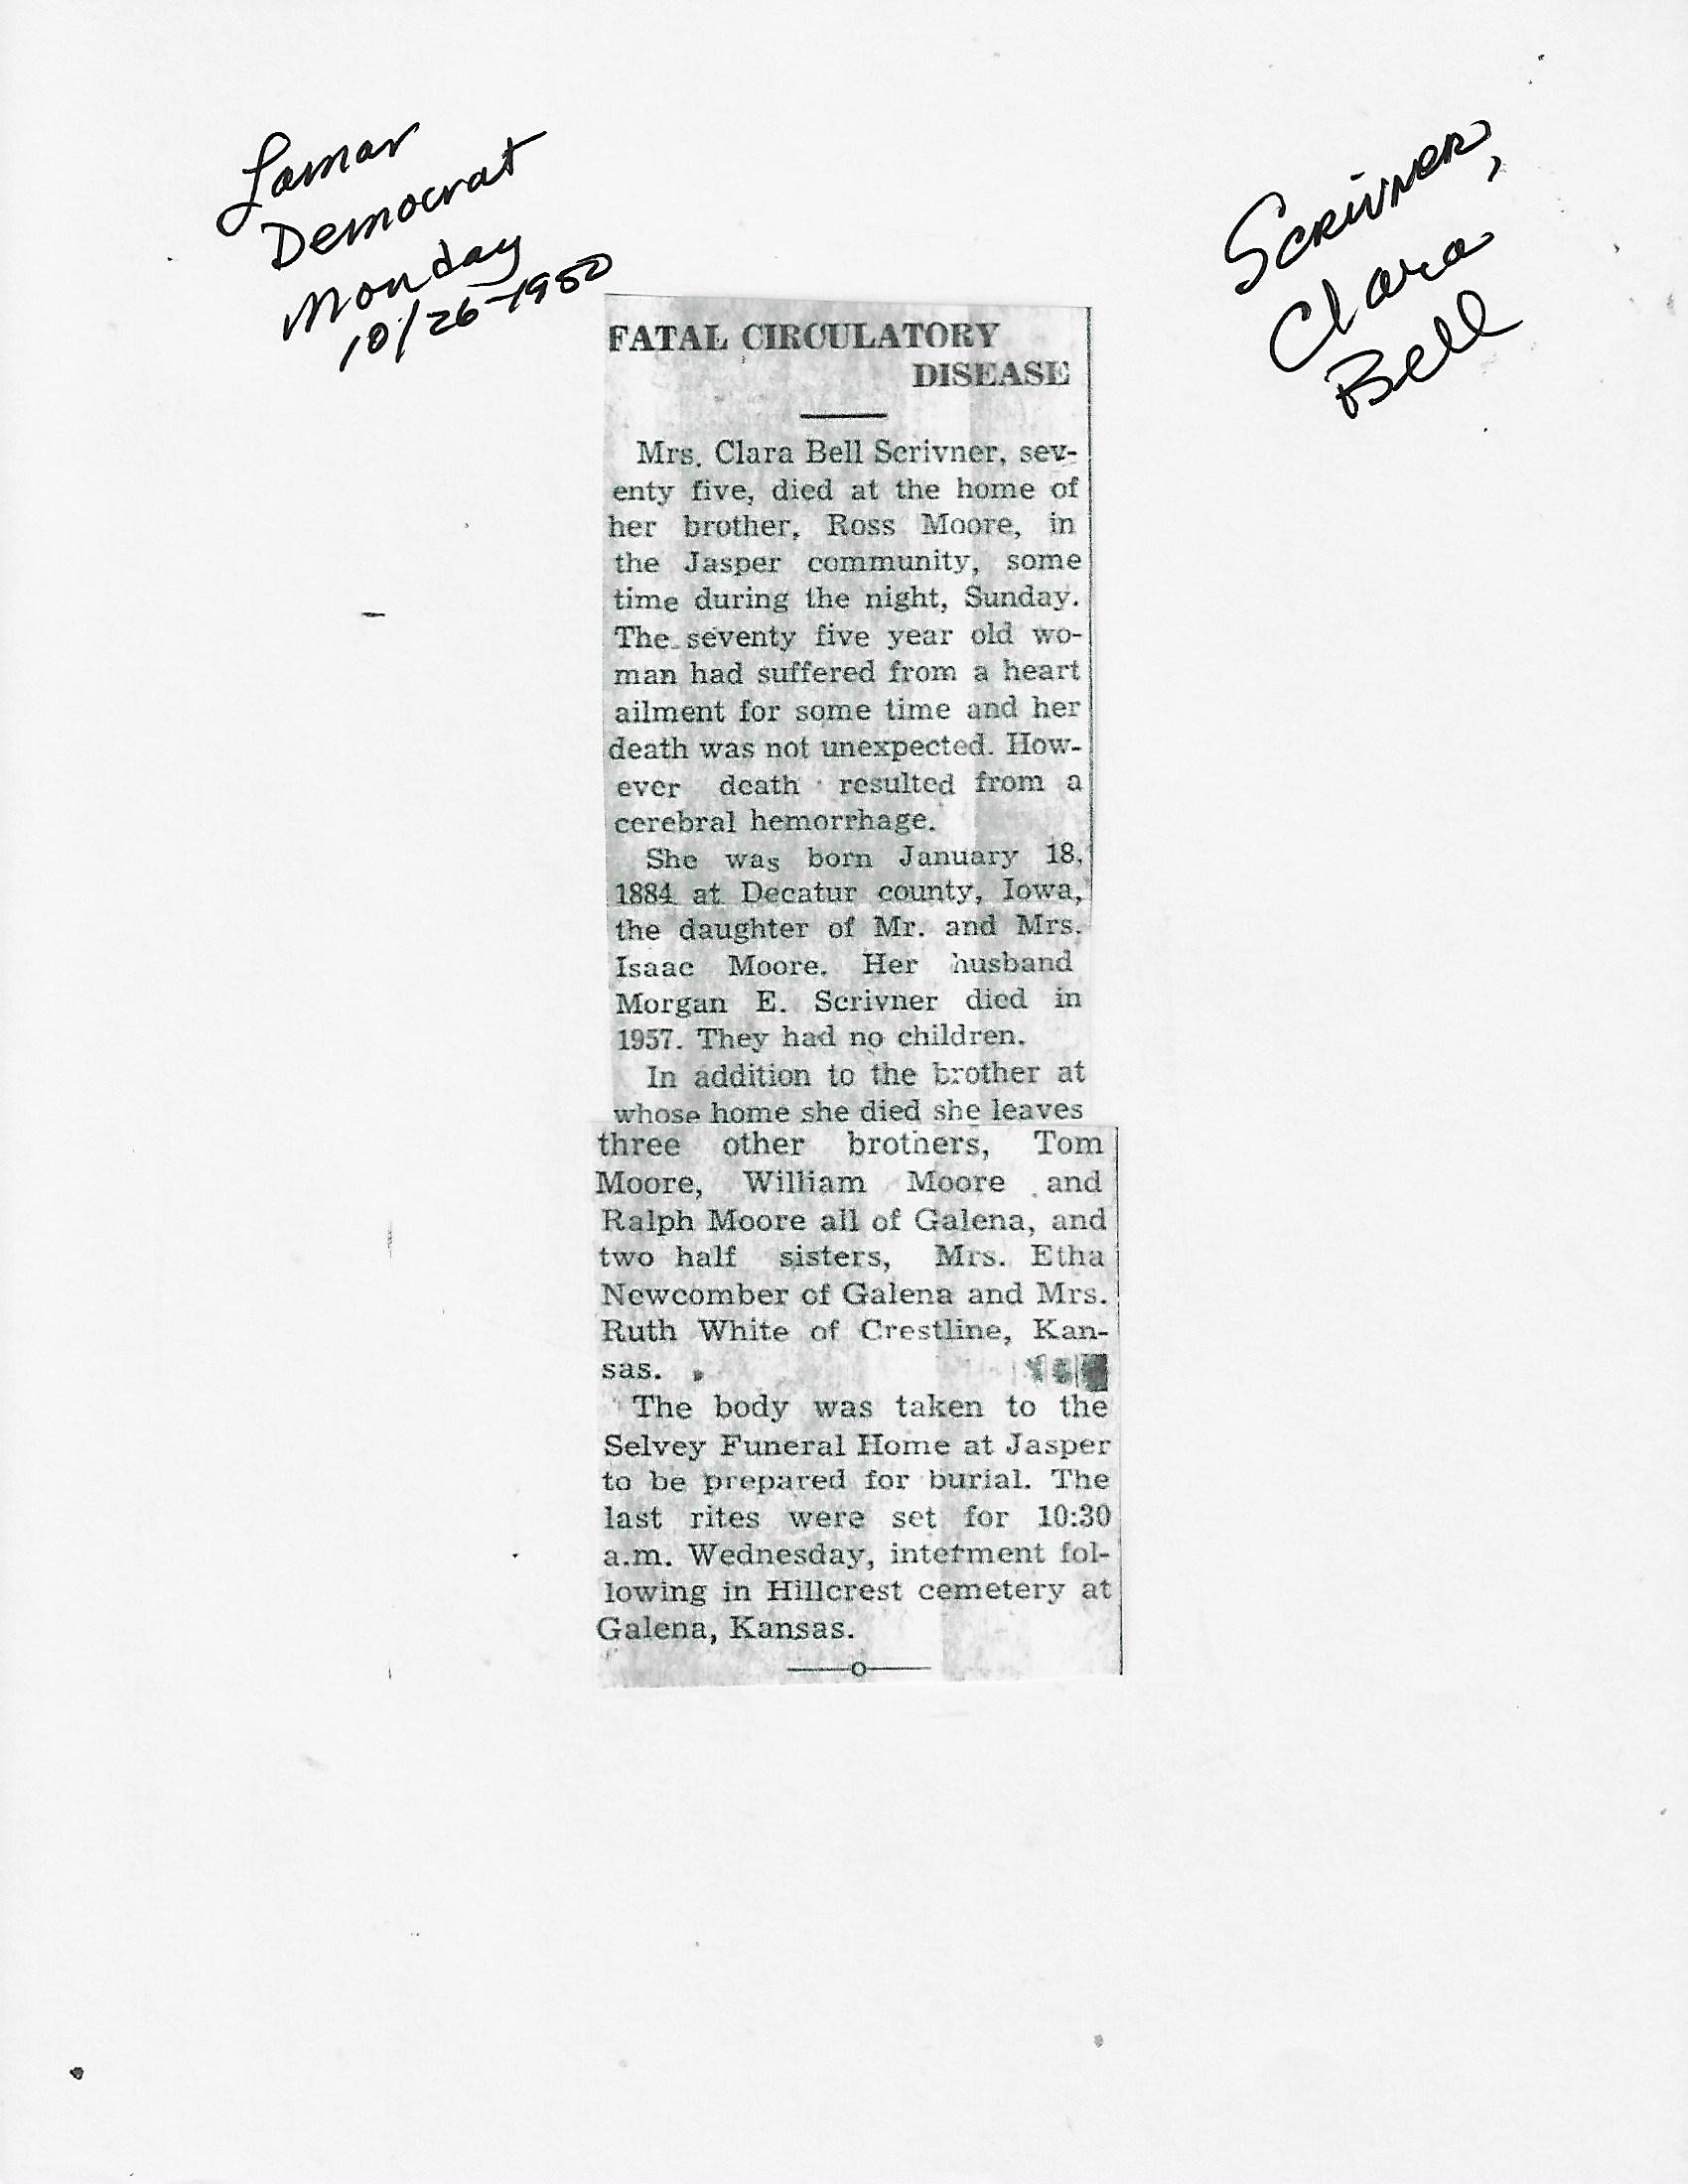 Lamar
Democrat
Monday
10/26-1950
Scrivner,
Clara
Bell
FATAL CIRCULATORY
DISEASE
Mrs. Clara Bell Scrivner, sev-
enty five, died at the home of
her brother, Ross Moore, in
the Jasper community, some
time during the night, Sunday.
The seventy five year old wo-
man had suffered from a heart
ailment for some time and her
death was not unexpected. How-
ever death resulted from a
cerebral hemorrhage.
She was born January 18,
1884 at Decatur county, Iowa,
the daughter of Mr. and Mrs.
Isaac Moore. Her husband
Morgan E. Scrivner died in
1957. They had no children.
In addition to the brother at
whose home she died she leaves
three other brothers, Tom
Moore, William Moore and
Ralph Moore all of Galena, and
two half sisters, Mrs. Etha
Newcomber of Galena and Mrs.
Ruth White of Crestline, Kan-
sas.
The body was taken to the
Selvey Funeral Home at Jasper
to be prepared for burial. The
last rites were set for 10:30
a.m. Wednesday, interment fol-
lowing in Hillcrest cemetery at
Galena, Kansas.